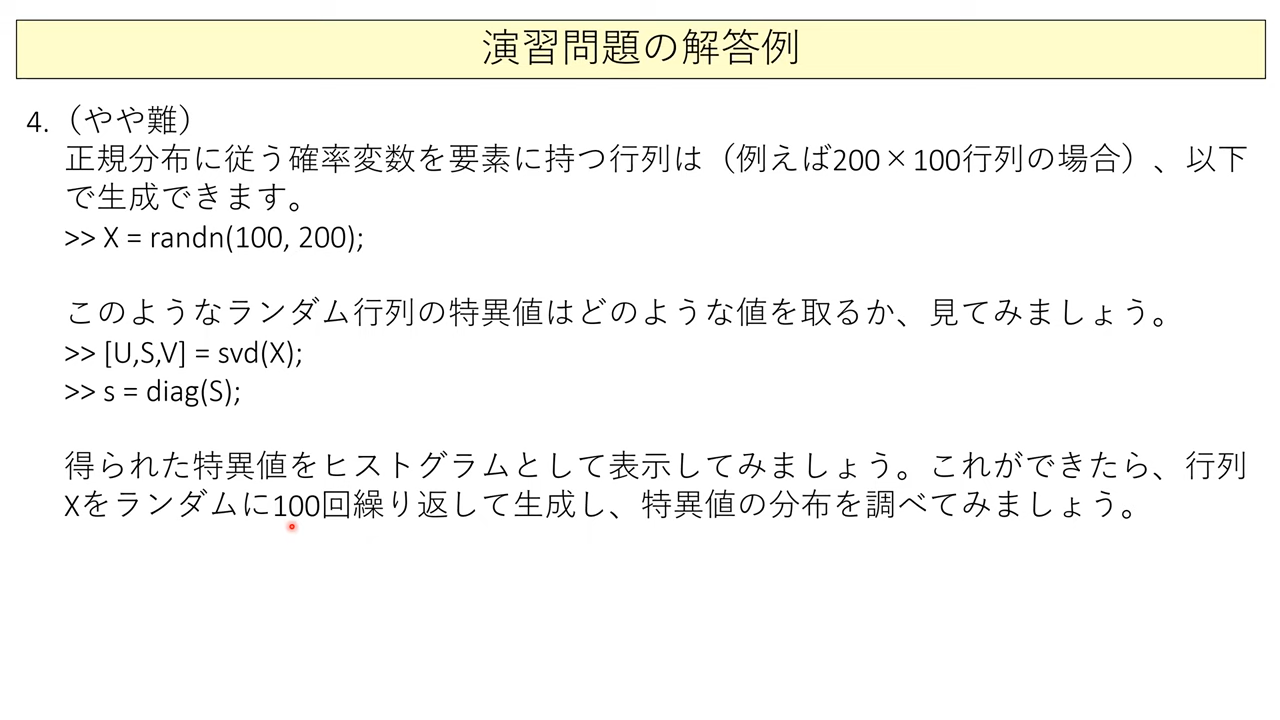 演習問題の解答例
4.（やや難）
正規分布に従う確率変数を要素に持つ行列は（例えば200×100行列の場合）、以下
で生成できます。
>> X = randn(100, 200);
このようなランダム行列の特異値はどのような値を取るか、見てみましょう。
>> [U,S,V] = svd(X);
>> s = diag(S);
得られた特異値をヒストグラムとして表示してみましょう。これができたら、行列
Xをランダムに100回繰り返して生成し、特異値の分布を調べてみましょう。